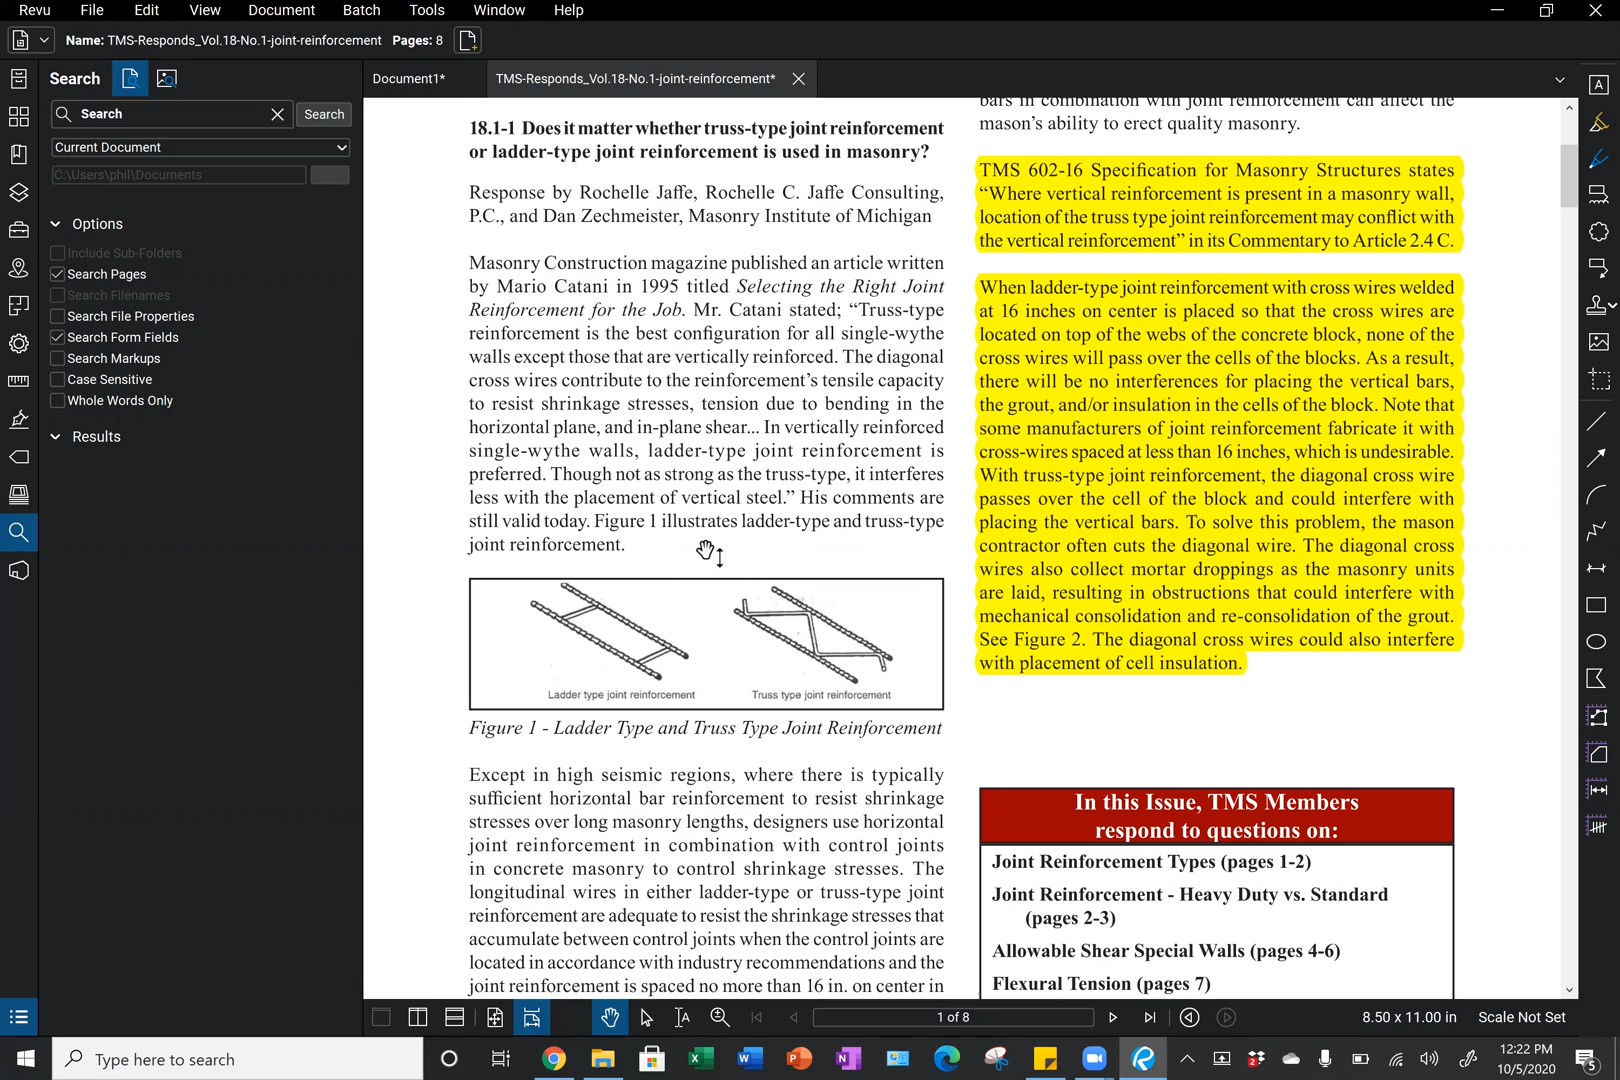 Revu File Edit View Document Batch Tools Window Help
Name: TMS-Responds_Vol.18-No.1-joint-reinforcement Pages: 8
Search
Search Search
Current Document
C:\Users\phil\Documents
Options
Include Sub-Folders
Search Pages
Search Filenames
Search File Properties
Search Form Fields
Search Markups
Case Sensitive
Whole Words Only
Results
Document1* TMS-Responds_Vol.18-No.1-joint-reinforcement*
18.1-1 Does it matter whether truss-type joint reinforcement
or ladder-type joint reinforcement is used in masonry?
Response by Rochelle Jaffe, Rochelle C. Jaffe Consulting,
P.C., and Dan Zechmeister, Masonry Institute of Michigan
Masonry Construction magazine published an article written
by Mario Catani in 1995 titled Selecting the Right Joint
Reinforcement for the Job. Mr. Catani stated; “Truss-type
reinforcement is the best configuration for all single-wythe
walls except those that are vertically reinforced. The diagonal
cross wires contribute to the reinforcement’s tensile capacity
to resist shrinkage stresses, tension due to bending in the
horizontal plane, and in-plane shear... In vertically reinforced
single-wythe walls, ladder-type joint reinforcement is
preferred. Though not as strong as the truss-type, it interferes
less with the placement of vertical steel.” His comments are
still valid today. Figure 1 illustrates ladder-type and truss-type
joint reinforcement.
Ladder type joint reinforcement Truss type joint reinforcement
Figure 1 - Ladder Type and Truss Type Joint Reinforcement
Except in high seismic regions, where there is typically
sufficient horizontal bar reinforcement to resist shrinkage
stresses over long masonry lengths, designers use horizontal
joint reinforcement in combination with control joints
in concrete masonry to control shrinkage stresses. The
longitudinal wires in either ladder-type or truss-type joint
reinforcement are adequate to resist the shrinkage stresses that
accumulate between control joints when the control joints are
located in accordance with industry recommendations and the
joint reinforcement is spaced no more than 16 in. on center in
bars in combination with joint reinforcement can affect the
mason’s ability to erect quality masonry.
TMS 602-16 Specification for Masonry Structures states
“Where vertical reinforcement is present in a masonry wall,
location of the truss type joint reinforcement may conflict with
the vertical reinforcement” in its Commentary to Article 2.4 C.
When ladder-type joint reinforcement with cross wires welded
at 16 inches on center is placed so that the cross wires are
located on top of the webs of the concrete block, none of the
cross wires will pass over the cells of the blocks. As a result,
there will be no interferences for placing the vertical bars,
the grout, and/or insulation in the cells of the block. Note that
some manufacturers of joint reinforcement fabricate it with
cross-wires spaced at less than 16 inches, which is undesirable.
With truss-type joint reinforcement, the diagonal cross wire
passes over the cell of the block and could interfere with
placing the vertical bars. To solve this problem, the mason
contractor often cuts the diagonal wire. The diagonal cross
wires also collect mortar droppings as the masonry units
are laid, resulting in obstructions that could interfere with
mechanical consolidation and re-consolidation of the grout.
See Figure 2. The diagonal cross wires could also interfere
with placement of cell insulation.
In this Issue, TMS Members
respond to questions on:
Joint Reinforcement Types (pages 1-2)
Joint Reinforcement - Heavy Duty vs. Standard
(pages 2-3)
Allowable Shear Special Walls (pages 4-6)
Flexural Tension (pages 7)
1 of 8 8.50 x 11.00 in Scale Not Set
Type here to search
12:22 PM
10/5/2020